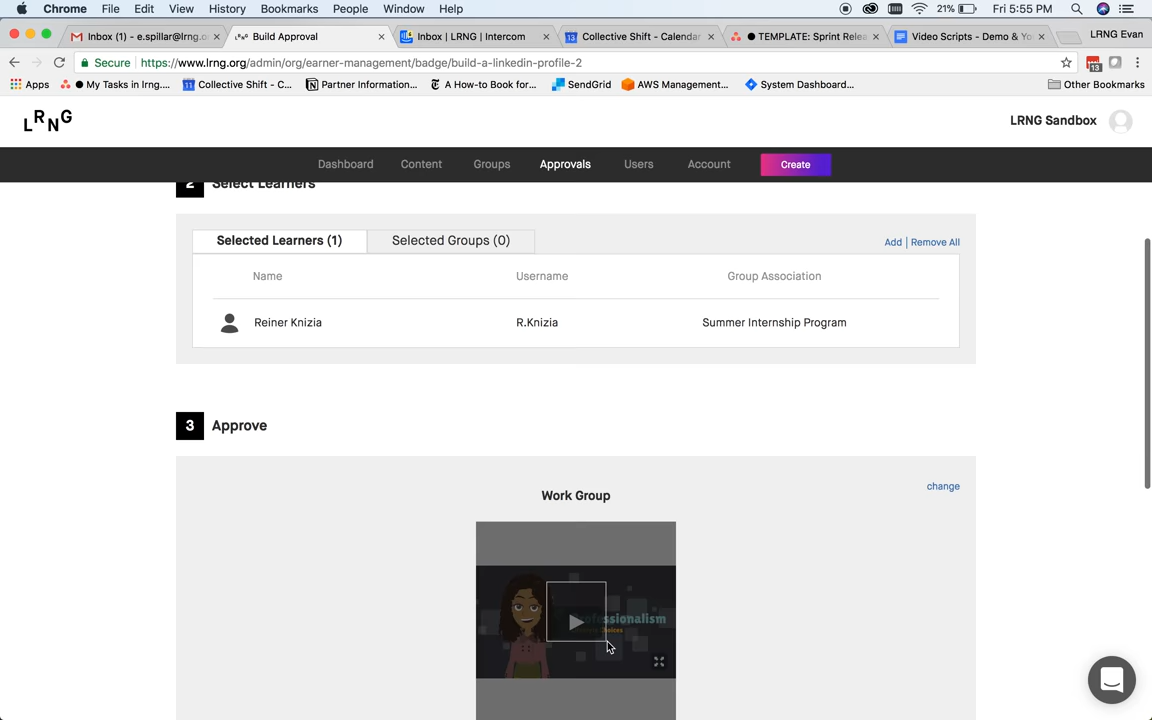 Chrome File Edit View History Bookmarks People Window Help 21% Fri 5:55 PM
Inbox (1) - e.spillar@lrng.o × Build Approval × Inbox | LRNG | Intercom × Collective Shift - Calendar × TEMPLATE: Sprint Relea × Video Scripts - Demo & Yo × LRNG Evan
Secure https://www.lrng.org/admin/org/earner-management/badge/build-a-linkedin-profile-2 13
Apps My Tasks in lrng.... Collective Shift - C... Partner Information... A How-to Book for... SendGrid AWS Management... System Dashboard... Other Bookmarks
LRNG LRNG Sandbox
Dashboard Content Groups Approvals Users Account Create
2 Select Learners
Selected Learners (1) Selected Groups (0) Add | Remove All
Name Username Group Association
Reiner Knizia R.Knizia Summer Internship Program
3 Approve
change
Work Group
fessionalism
Choices